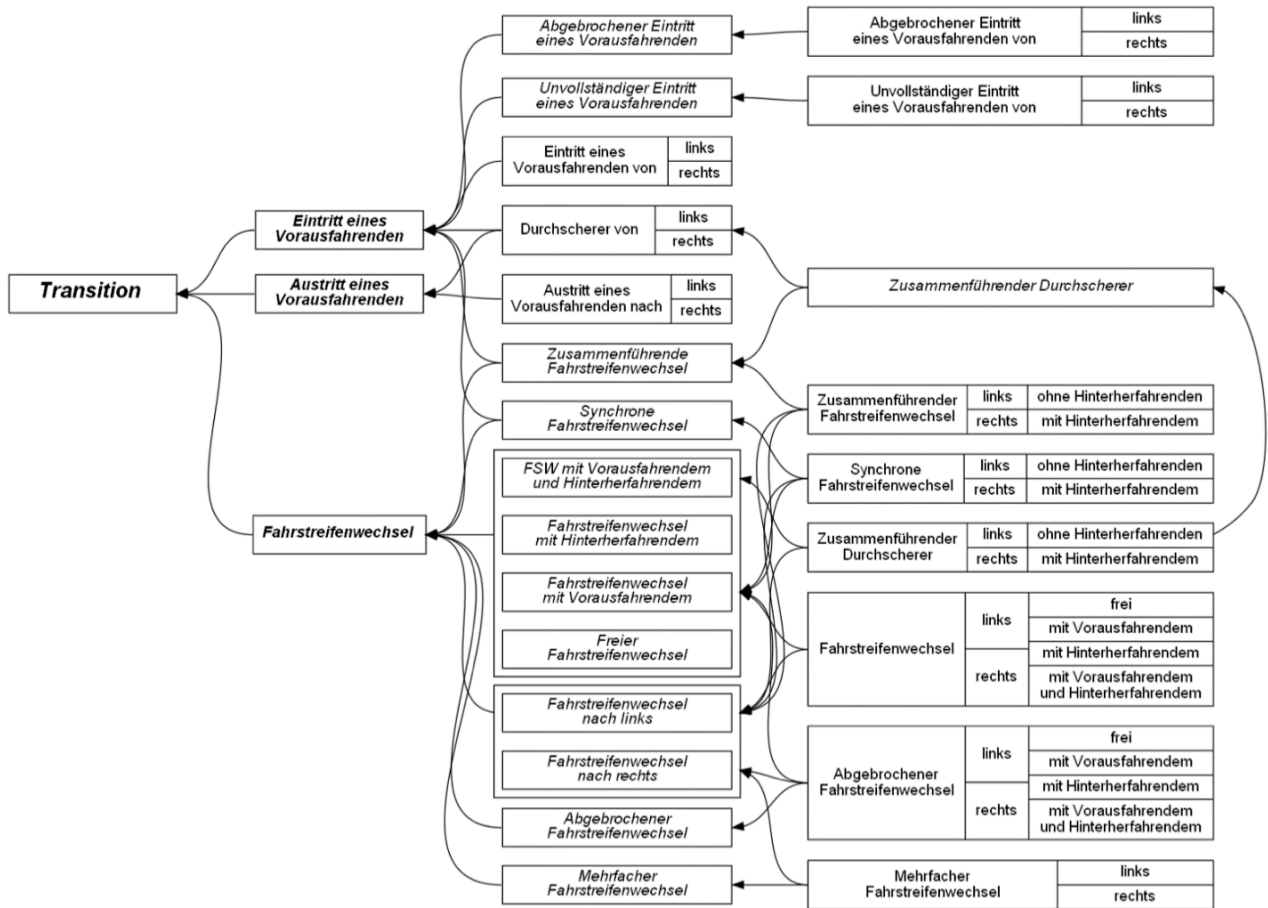 Transition
Eintritt eines
Vorausfahrenden
Austritt eines
Vorausfahrenden
Fahrstreifenwechsel
Abgebrochener Eintritt
eines Vorausfahrenden
Unvollständiger Eintritt
eines Vorausfahrenden
Eintritt eines
Vorausfahrenden von
links
rechts
Durchscherer von
links
rechts
Austritt eines
Vorausfahrenden nach
links
rechts
Zusammenführende
Fahrstreifenwechsel
Synchrone
Fahrstreifenwechsel
FSW mit Vorausfahrendem
und Hinterherfahrendem
Fahrstreifenwechsel
mit Hinterherfahrendem
Fahrstreifenwechsel
mit Vorausfahrendem
Freier
Fahrstreifenwechsel
Fahrstreifenwechsel
nach links
Fahrstreifenwechsel
nach rechts
Abgebrochener
Fahrstreifenwechsel
Mehrfacher
Fahrstreifenwechsel
Abgebrochener Eintritt
eines Vorausfahrenden von
links
rechts
Unvollständiger Eintritt
eines Vorausfahrenden von
links
rechts
Zusammenführender Durchscherer
Zusammenführender
Fahrstreifenwechsel
links
rechts
ohne Hinterherfahrenden
mit Hinterherfahrendem
Synchrone
Fahrstreifenwechsel
links
rechts
ohne Hinterherfahrenden
mit Hinterherfahrendem
Zusammenführender
Durchscherer
links
rechts
ohne Hinterherfahrenden
mit Hinterherfahrendem
Fahrstreifenwechsel
links
rechts
frei
mit Vorausfahrendem
mit Hinterherfahrendem
mit Vorausfahrendem
und Hinterherfahrendem
Abgebrochener
Fahrstreifenwechsel
links
rechts
frei
mit Vorausfahrendem
mit Hinterherfahrendem
mit Vorausfahrendem
und Hinterherfahrendem
Mehrfacher
Fahrstreifenwechsel
links
rechts